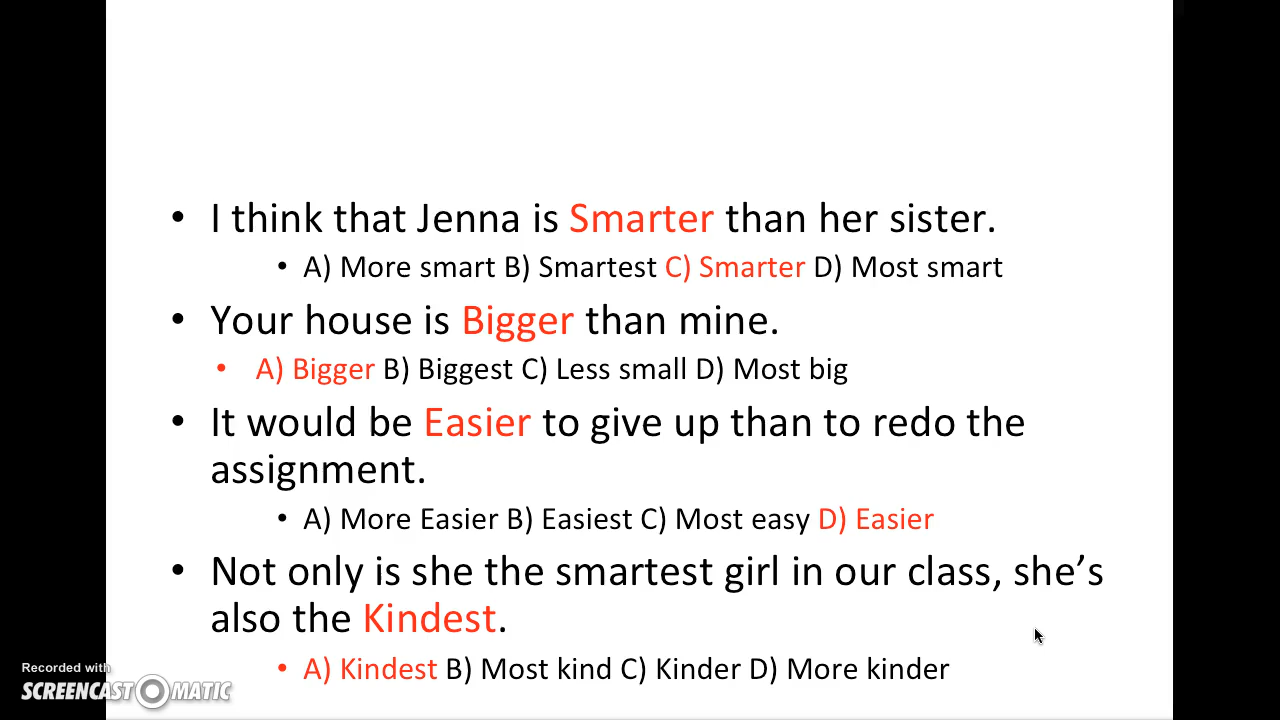 • I think that Jenna is Smarter than her sister.
• A) More smart B) Smartest C) Smarter D) Most smart
• Your house is Bigger than mine.
• A) Bigger B) Biggest C) Less small D) Most big
• It would be Easier to give up than to redo the
assignment.
• A) More Easier B) Easiest C) Most easy D) Easier
• Not only is she the smartest girl in our class, she’s
also the Kindest.
• A) Kindest B) Most kind C) Kinder D) More kinder
Recorded with
SCREENCAST-O-MATIC